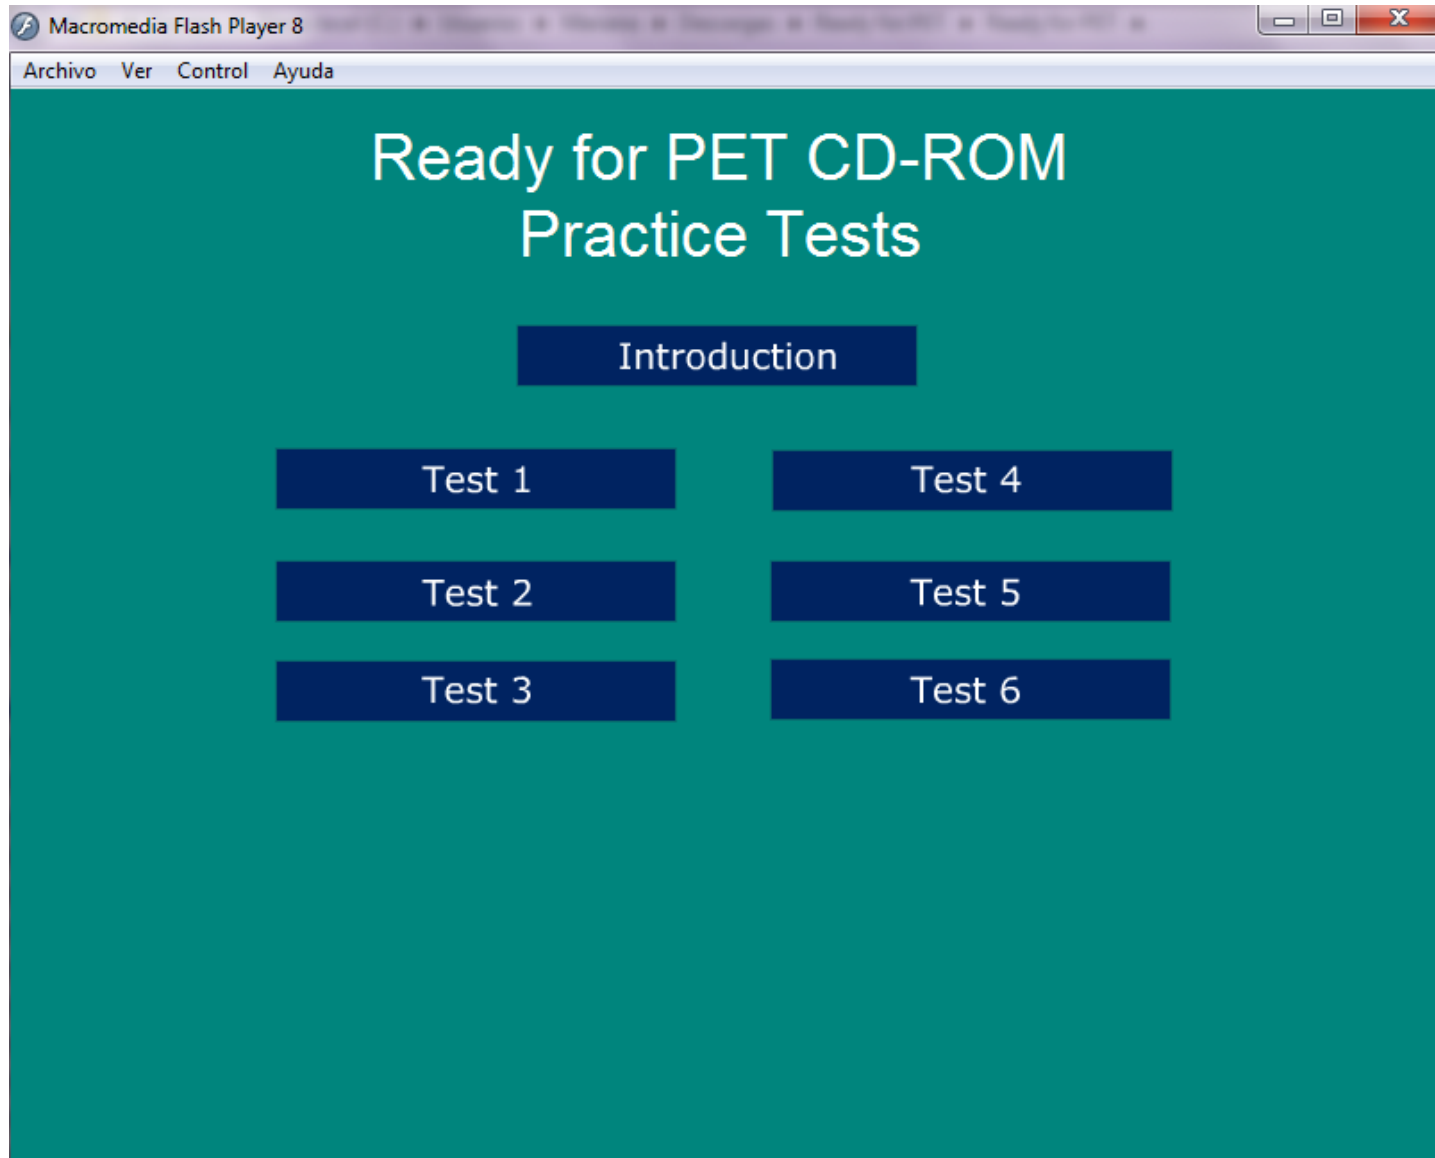 Macromedia Flash Player 8
Archivo Ver Control Ayuda
Ready for PET CD-ROM
Practice Tests
Introduction
Test 1
Test 4
Test 2
Test 5
Test 3
Test 6